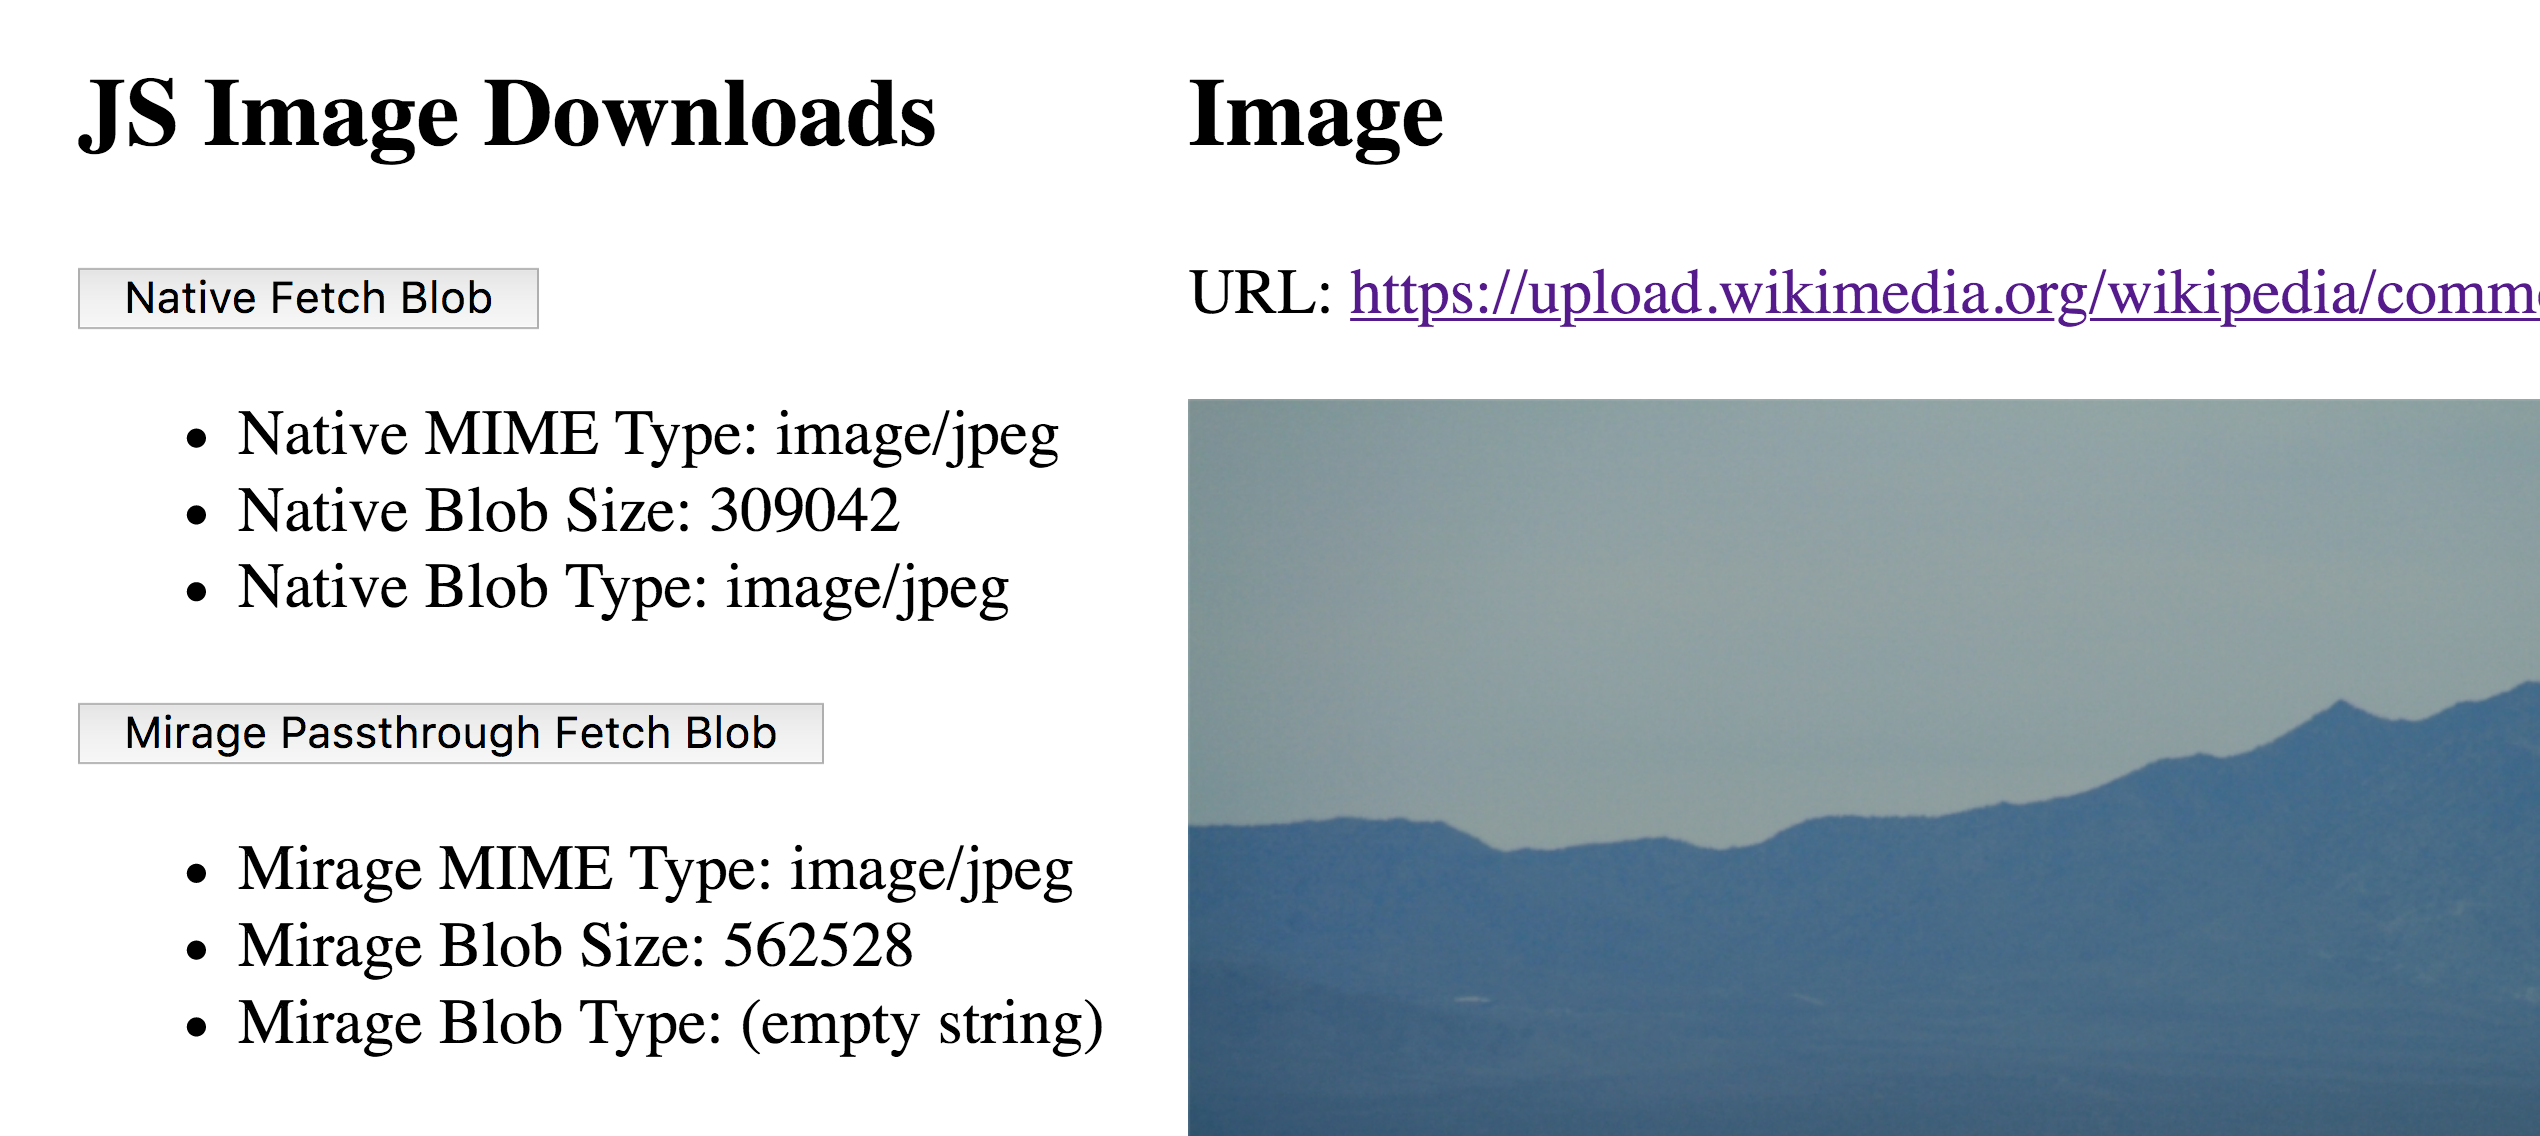 JS Image Downloads
Native Fetch Blob
Native MIME Type: image/jpeg
Native Blob Size: 309042
Native Blob Type: image/jpeg
Mirage Passthrough Fetch Blob
Mirage MIME Type: image/jpeg
Mirage Blob Size: 562528
Mirage Blob Type: (empty string)
Image
URL: https://upload.wikimedia.org/wikipedia/comm